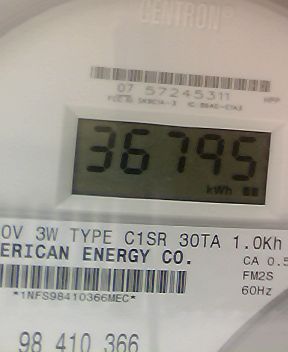 CENTRON
07 57245311
36795
kWh
0V 3W TYPE C1SR 30TA 1.0Kh
ERICAN ENERGY CO.
CA 0.5
FM2S
*1NFS98410366MEC*
60Hz
98 410 366